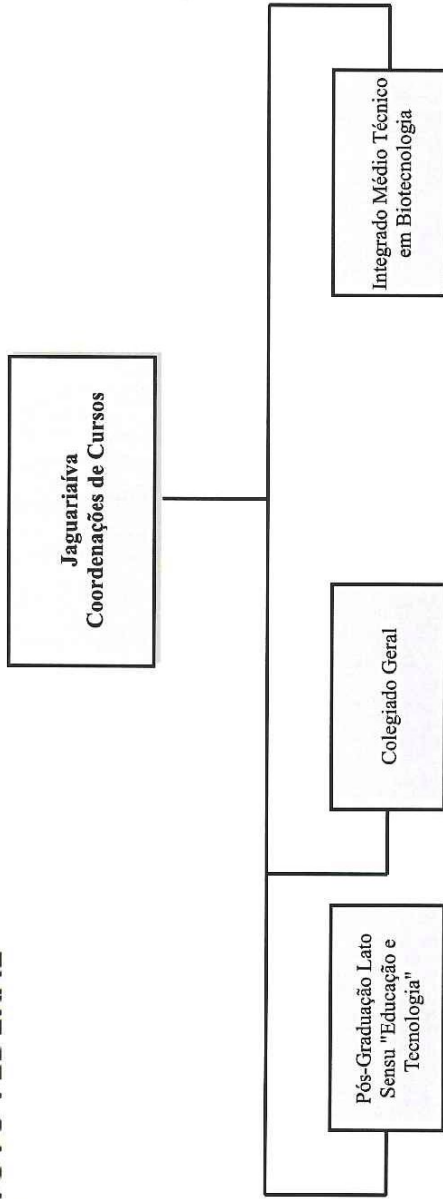 Jaguariaíva
Coordenações de Cursos
Pós-Graduação Lato
Sensu "Educação e
Tecnologia"
Colegiado Geral
Integrado Médio Técnico
em Biotecnologia